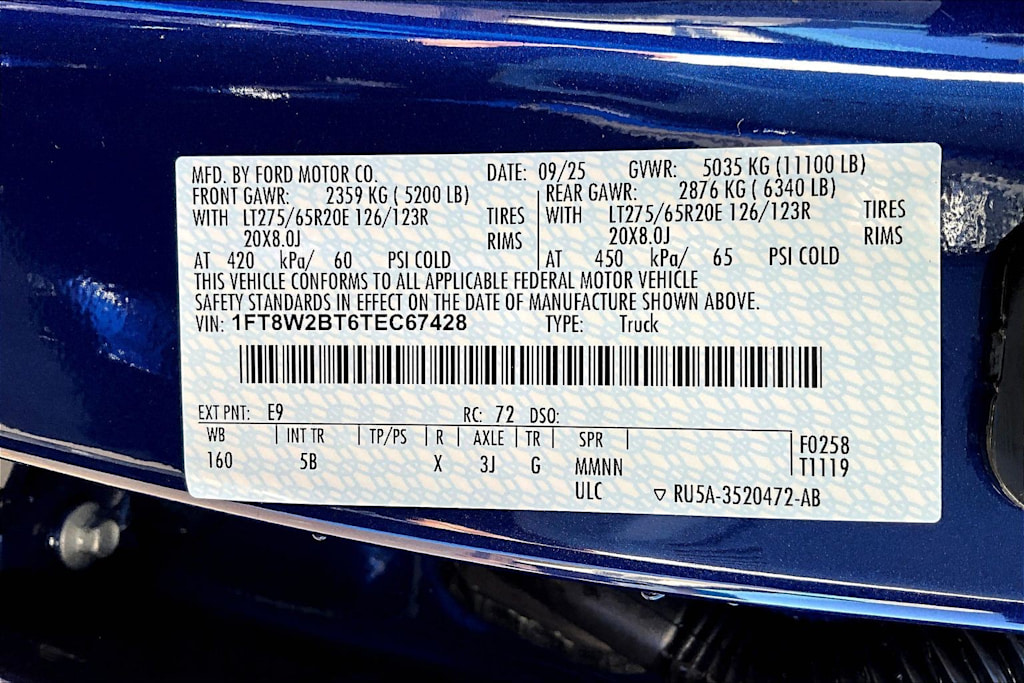 MFD. BY FORD MOTOR CO. DATE: 09/25 GVWR: 5035 KG (11100 LB)
FRONT GAWR: 2359 KG ( 5200 LB) REAR GAWR: 2876 KG ( 6340 LB)
WITH LT275/65R20E 126/123R TIRES WITH LT275/65R20E 126/123R TIRES
20X8.0J RIMS 20X8.0J RIMS
AT 420 kPa/ 60 PSI COLD AT 450 kPa/ 65 PSI COLD
THIS VEHICLE CONFORMS TO ALL APPLICABLE FEDERAL MOTOR VEHICLE
SAFETY STANDARDS IN EFFECT ON THE DATE OF MANUFACTURE SHOWN ABOVE.
VIN: 1FT8W2BT6TEC67428 TYPE: Truck
EXT PNT: E9 RC: 72 DSO:
WB INT TR TP/PS R AXLE TR SPR F0258
160 5B X 3J G MMNN T1119
ULC ▽ RU5A-3520472-AB